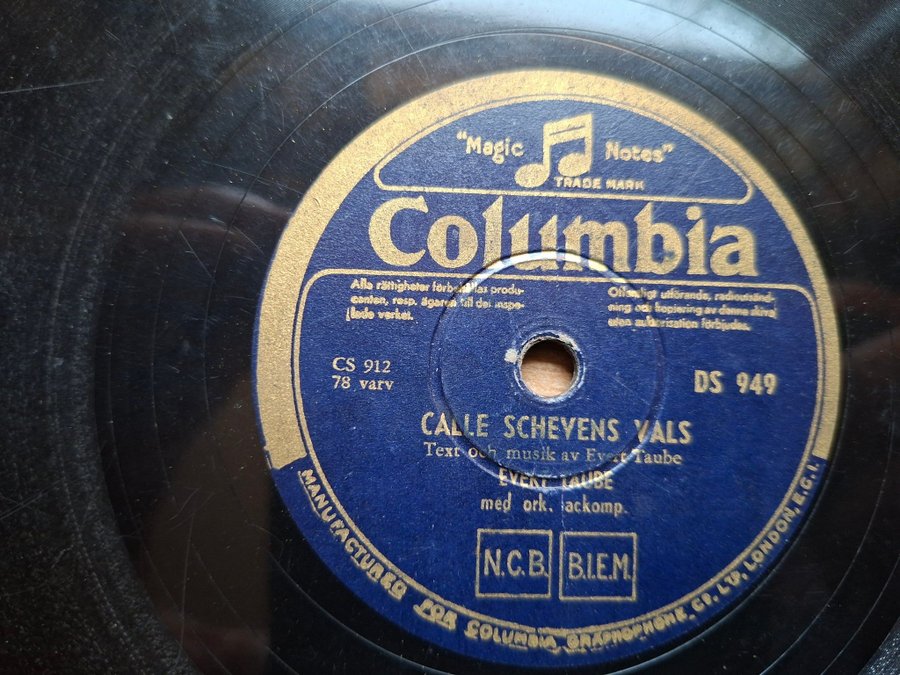 "Magic Notes"
TRADE MARK
Columbia
Alla rättigheter förbehållas produ-
centen, resp. ägaren till det inspe-
lade verket.
Offentligt utförande, radioutsänd-
ning och kopiering av denna skiva
utan authorization förbjudes.
CS 912
78 varv
DS 949
CALLE SCHEVENS VALS
Text och musik av Evert Taube
EVERT TAUBE
med ork. ackomp.
N.C.B. B.I.E.M.
MANUFACTURED FOR COLUMBIA GRAPHOPHONE CO. LTD, LONDON, E.C.1.